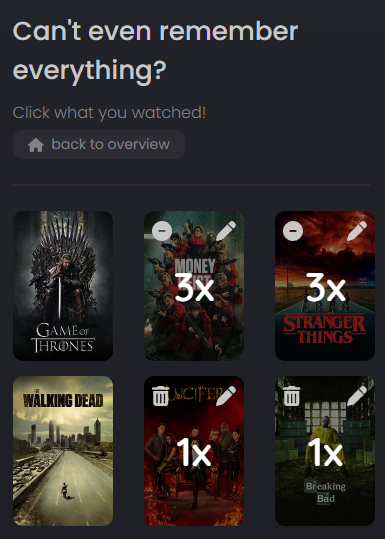 Can't even remember
everything?
Click what you watched!
back to overview
GAME OF
THRONES
MONEY
3x
STRANGER
THINGS
3x
THE
WALKING DEAD
LUCIFER
1x
Breaking
Bad
1x